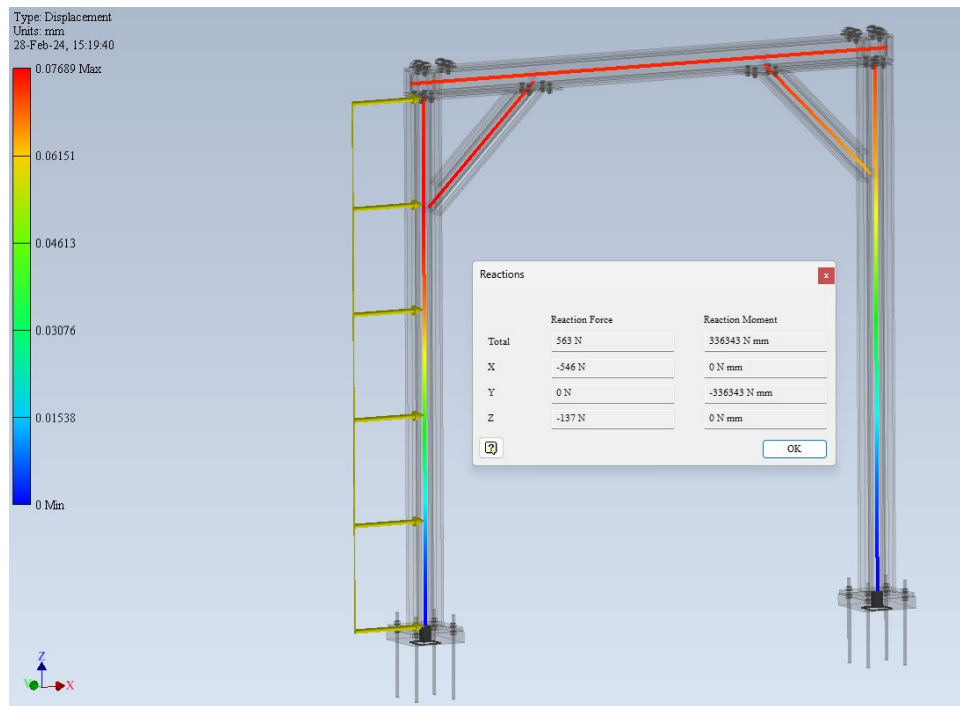 Type: Displacement
Units: mm
28-Feb-24, 15:19:40
0.07689 Max
0.06151
0.04613
0.03076
0.01538
0 Min
Reactions
x
Reaction Force Reaction Moment
Total 563 N 336343 N mm
X -546 N 0 N mm
Y 0 N -336343 N mm
Z -137 N 0 N mm
?
OK
Z
Y X